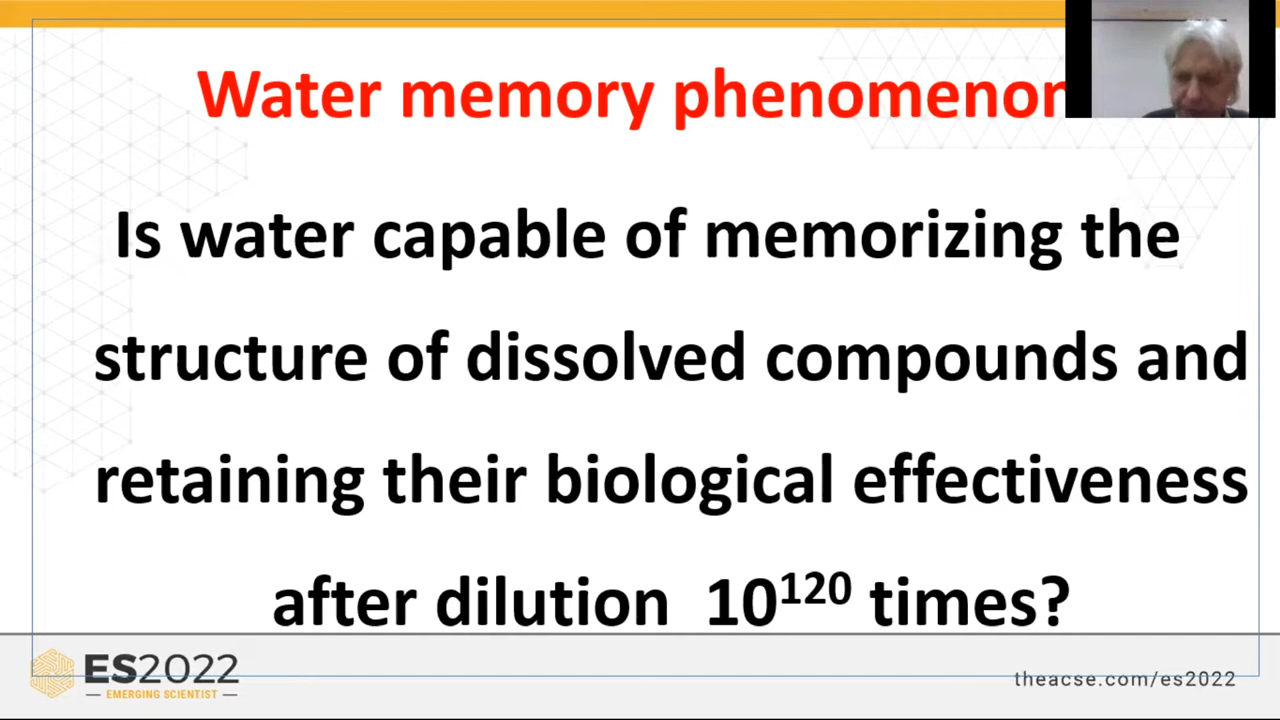 Water memory phenomenon
Is water capable of memorizing the
structure of dissolved compounds and
retaining their biological effectiveness
after dilution 10¹²⁰ times?
ES2022
EMERGING SCIENTIST
theacse.com/es2022